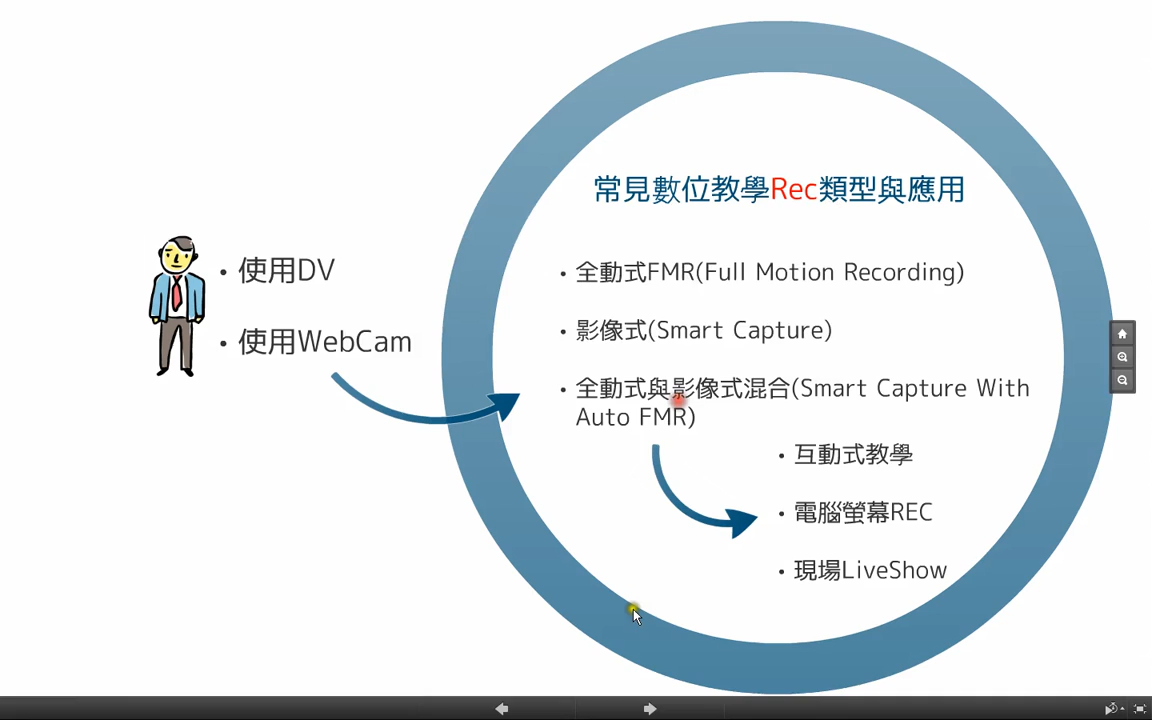 常見數位教學Rec類型與應用
• 使用DV
• 使用WebCam
• 全動式FMR(Full Motion Recording)
• 影像式(Smart Capture)
• 全動式與影像式混合(Smart Capture With
Auto FMR)
• 互動式教學
• 電腦螢幕REC
• 現場LiveShow